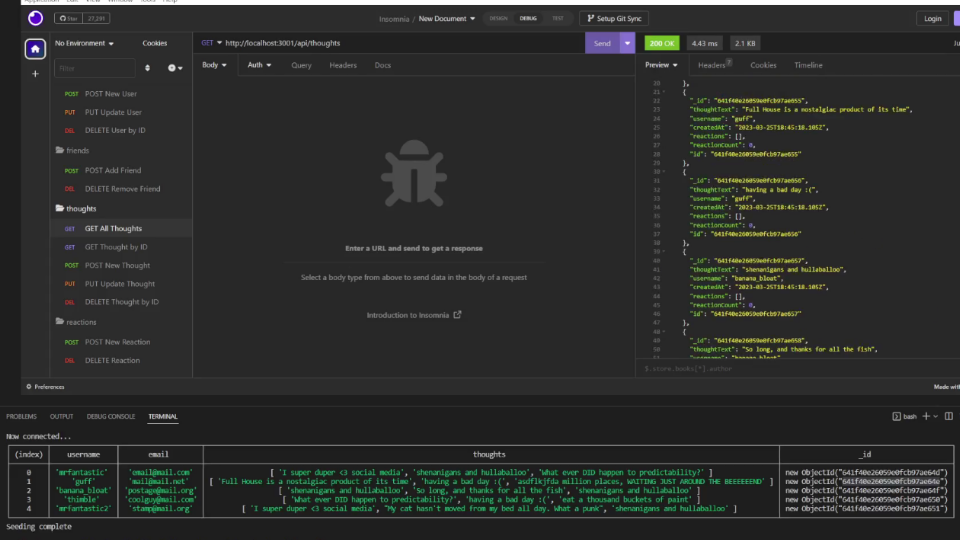 Application Edit View Window Tools Help
Star 27,291
Insomnia / New Document
DESIGN DEBUG TEST
Setup Git Sync
Login
No Environment Cookies
GET http://localhost:3001/api/thoughts
Send
200 OK 4.43 ms 2.1 KB
Filter
Body Auth Query Headers Docs
Preview Headers 7 Cookies Timeline
POST POST New User
PUT PUT Update User
DEL DELETE User by ID
friends
POST POST Add Friend
DEL DELETE Remove Friend
thoughts
GET GET All Thoughts
GET GET Thought by ID
POST POST New Thought
PUT PUT Update Thought
DEL DELETE Thought by ID
reactions
POST POST New Reaction
DEL DELETE Reaction
Enter a URL and send to get a response
Select a body type from above to send data in the body of a request
Introduction to Insomnia
20 },
21 {
22 "_id": "641f40e26059e0fcb97ae655",
23 "thoughtText": "Full House is a nostalgiac product of its time",
24 "username": "guff",
25 "createdAt": "2023-03-25T18:45:18.105Z",
26 "reactions": [],
27 "reactionCount": 0,
28 "id": "641f40e26059e0fcb97ae655"
29 },
30 {
31 "_id": "641f40e26059e0fcb97ae656",
32 "thoughtText": "having a bad day :(",
33 "username": "guff",
34 "createdAt": "2023-03-25T18:45:18.105Z",
35 "reactions": [],
36 "reactionCount": 0,
37 "id": "641f40e26059e0fcb97ae656"
38 },
39 {
40 "_id": "641f40e26059e0fcb97ae657",
41 "thoughtText": "shenanigans and hullaballoo",
42 "username": "banana_bloat",
43 "createdAt": "2023-03-25T18:45:18.105Z",
44 "reactions": [],
45 "reactionCount": 0,
46 "id": "641f40e26059e0fcb97ae657"
47 },
48 {
49 "_id": "641f40e26059e0fcb97ae658",
50 "thoughtText": "So long, and thanks for all the fish",
51 "username": "banana_bloat",
$.store.books[*].author
Preferences
Made with
PROBLEMS OUTPUT DEBUG CONSOLE TERMINAL
bash
Now connected...
(index) username email thoughts _id
0 'mrfantastic' 'email@mail.com' [ 'I super duper <3 social media', 'shenanigans and hullaballoo', 'What ever DID happen to predictability?' ] new ObjectId("641f40e26059e0fcb97ae64d")
1 'guff' 'mail@mail.net' [ 'Full House is a nostalgiac product of its time', 'having a bad day :(', 'asdflkjfda million places, WAITING JUST AROUND THE BEEEEEEND' ] new ObjectId("641f40e26059e0fcb97ae64e")
2 'banana_bloat' 'postage@mail.org' [ 'shenanigans and hullaballoo', 'So long, and thanks for all the fish', 'shenanigans and hullaballoo' ] new ObjectId("641f40e26059e0fcb97ae64f")
3 'thimble' 'coolguy@mail.com' [ 'What ever DID happen to predictability?', 'having a bad day :(', 'eat a thousand buckets of paint' ] new ObjectId("641f40e26059e0fcb97ae650")
4 'mrfantastic2' 'stamp@mail.org' [ 'I super duper <3 social media', "My cat hasn't moved from my bed all day. What a punk", 'shenanigans and hullaballoo' ] new ObjectId("641f40e26059e0fcb97ae651")
Seeding complete